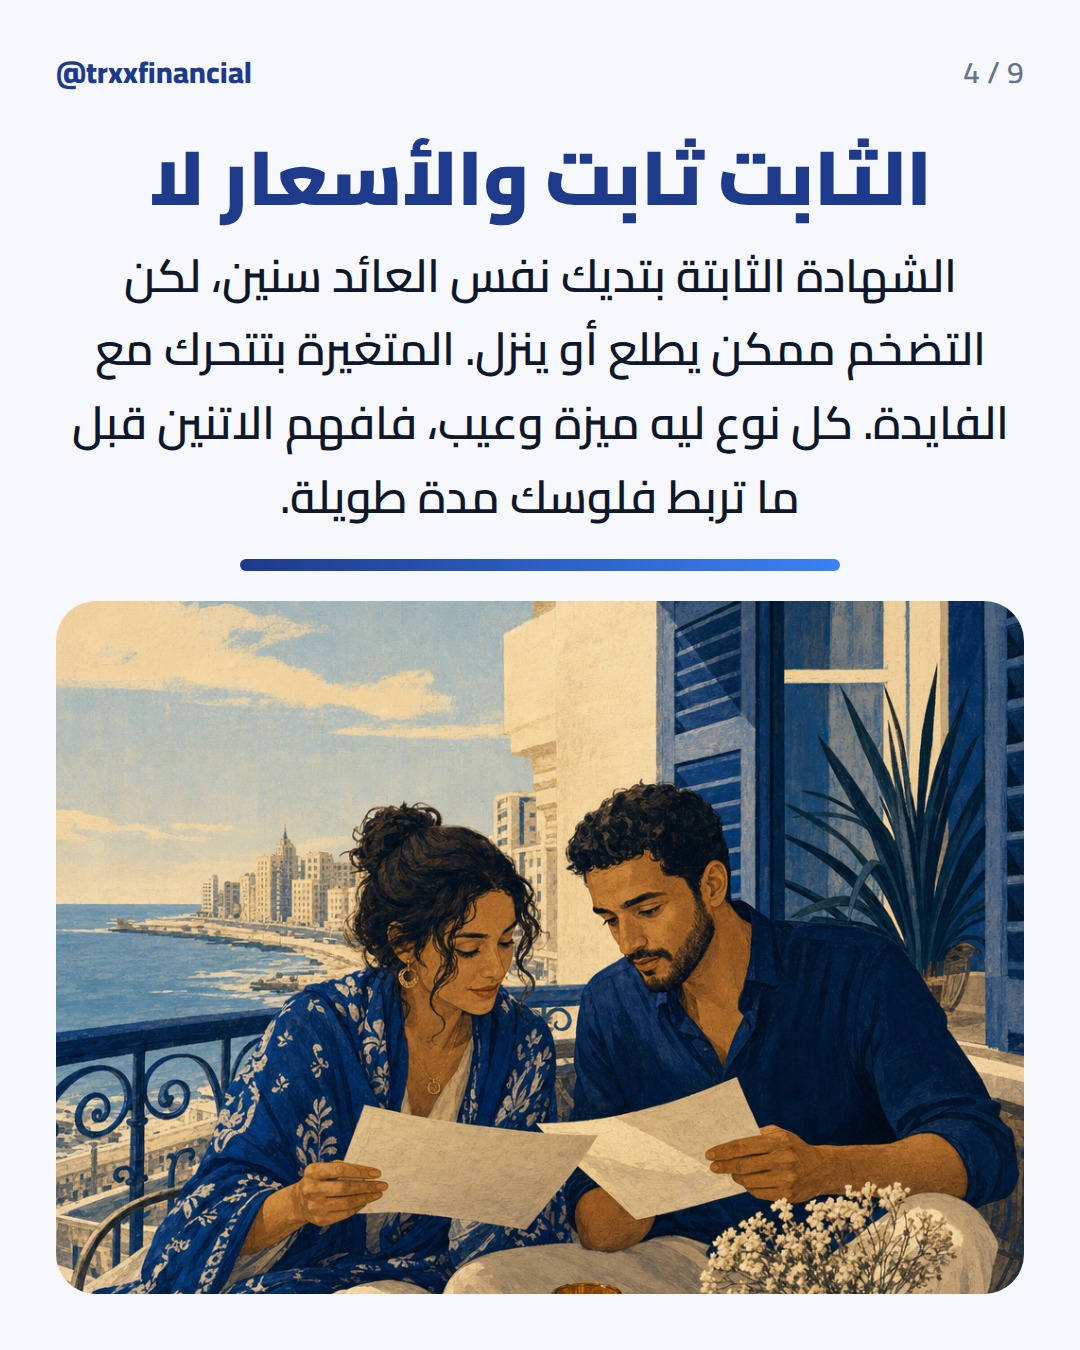 @trxxfinancial
4 / 9
الثابت ثابت والأسعار لا
الشهادة الثابتة بتديك نفس العائد سنين، لكن
التضخم ممكن يطلع أو ينزل. المتغيرة بتتحرك مع
الفايدة. كل نوع ليه ميزة وعيب، فافهم الاتنين قبل
ما تربط فلوسك مدة طويلة.